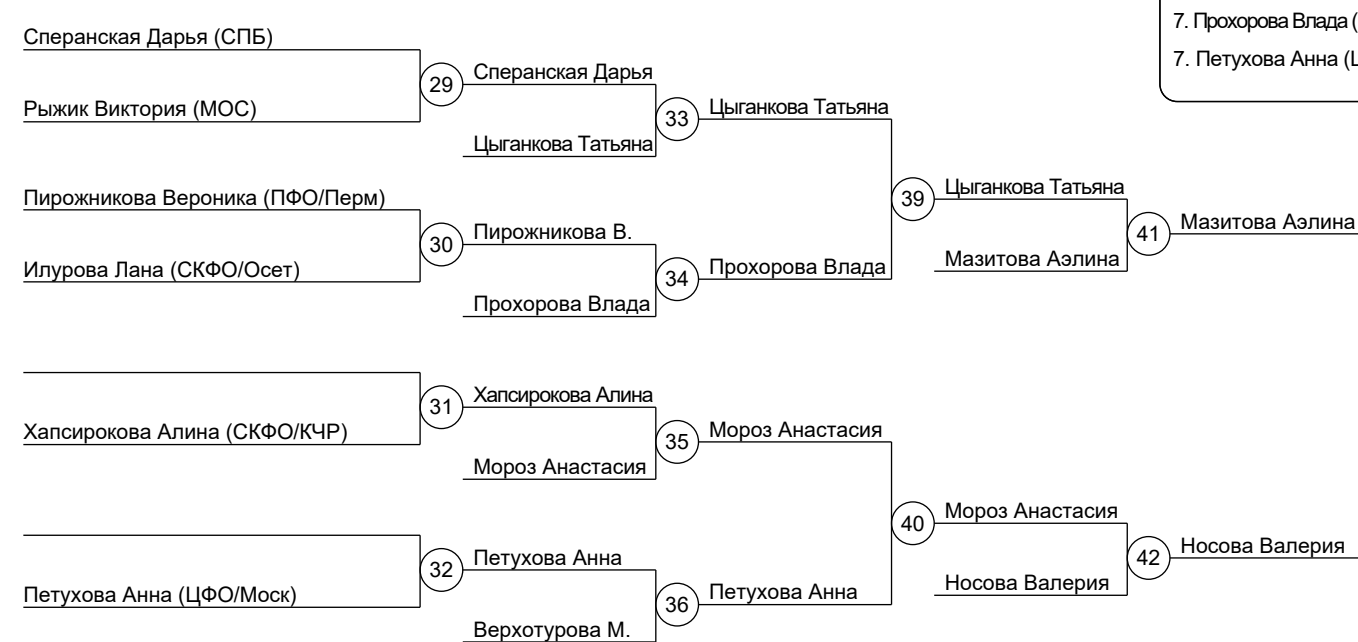 7. Прохорова Влада (
7. Петухова Анна (
Сперанская Дарья (СПБ)
29
Сперанская Дарья
Рыжик Виктория (МОС)
33
Цыганкова Татьяна
Цыганкова Татьяна
Пирожникова Вероника (ПФО/Перм)
39
Цыганкова Татьяна
30
Пирожникова В.
41
Мазитова Аэлина
Илурова Лана (СКФО/Осет)
34
Прохорова Влада
Мазитова Аэлина
Прохорова Влада
31
Хапсирокова Алина
Хапсирокова Алина (СКФО/КЧР)
35
Мороз Анастасия
Мороз Анастасия
40
Мороз Анастасия
32
Петухова Анна
42
Носова Валерия
Петухова Анна (ЦФО/Моск)
36
Петухова Анна
Носова Валерия
Верхотурова М.